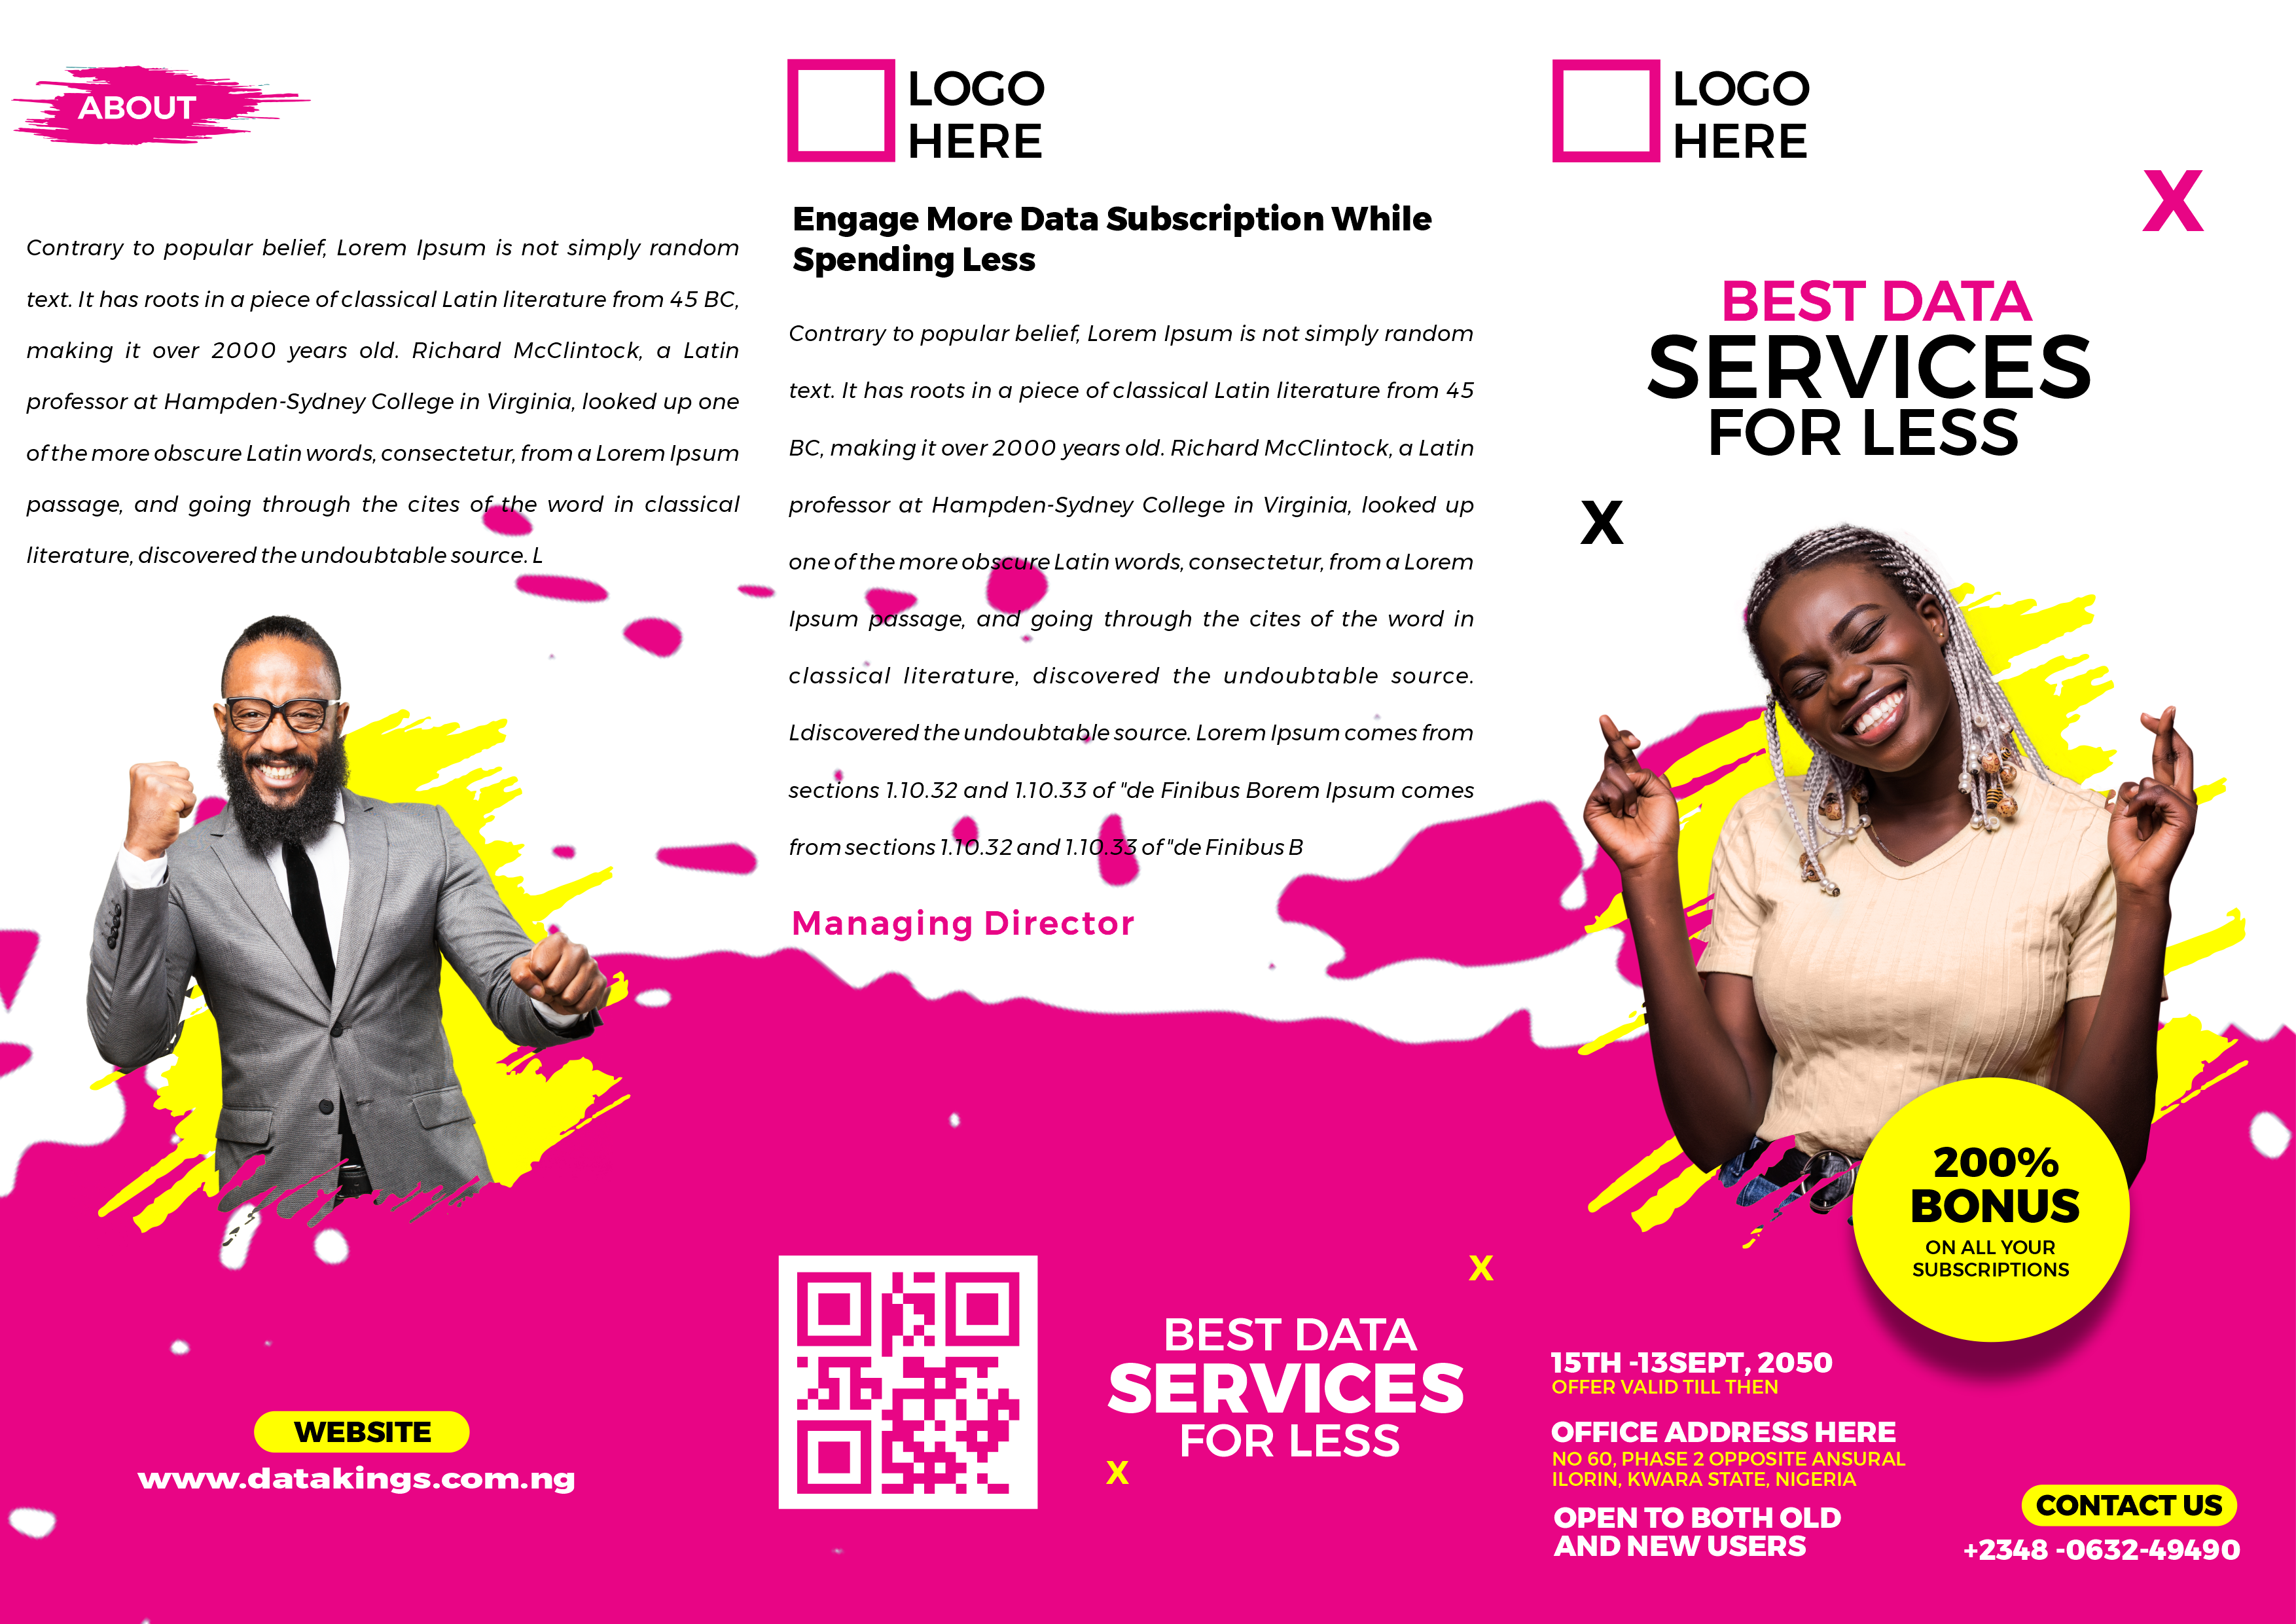 ABOUT
Contrary to popular belief, Lorem Ipsum is not simply random
text. It has roots in a piece of classical Latin literature from 45 BC,
making it over 2000 years old. Richard McClintock, a Latin
professor at Hampden-Sydney College in Virginia, looked up one
of the more obscure Latin words, consectetur, from a Lorem Ipsum
passage, and going through the cites of the word in classical
literature, discovered the undoubtable source. L
WEBSITE
www.datakings.com.ng
LOGO
HERE
Engage More Data Subscription While
Spending Less
Contrary to popular belief, Lorem Ipsum is not simply random
text. It has roots in a piece of classical Latin literature from 45
BC, making it over 2000 years old. Richard McClintock, a Latin
professor at Hampden-Sydney College in Virginia, looked up
one of the more obscure Latin words, consectetur, from a Lorem
Ipsum passage, and going through the cites of the word in
classical literature, discovered the undoubtable source.
Ldiscovered the undoubtable source. Lorem Ipsum comes from
sections 1.10.32 and 1.10.33 of "de Finibus Borem Ipsum comes
from sections 1.10.32 and 1.10.33 of "de Finibus B
Managing Director
X
BEST DATA
SERVICES
FOR LESS
X
LOGO
HERE
X
BEST DATA
SERVICES
FOR LESS
X
200%
BONUS
ON ALL YOUR
SUBSCRIPTIONS
15TH -13SEPT, 2050
OFFER VALID TILL THEN
OFFICE ADDRESS HERE
NO 60, PHASE 2 OPPOSITE ANSURAL
ILORIN, KWARA STATE, NIGERIA
OPEN TO BOTH OLD
AND NEW USERS
CONTACT US
+2348 -0632-49490